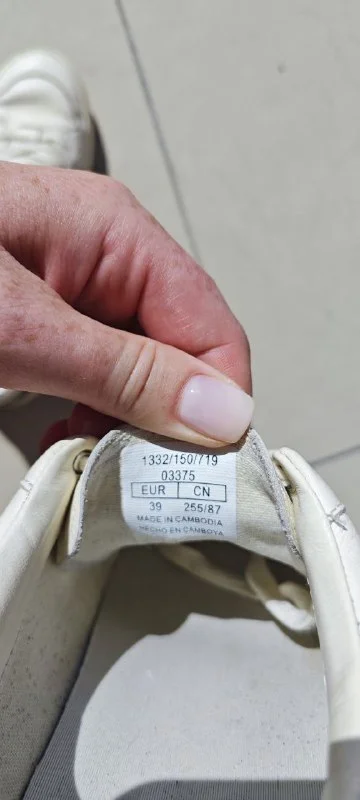 1332/150/719
03375
EUR CN
39 255/87
MADE IN CAMBODIA
HECHO EN CAMBOYA